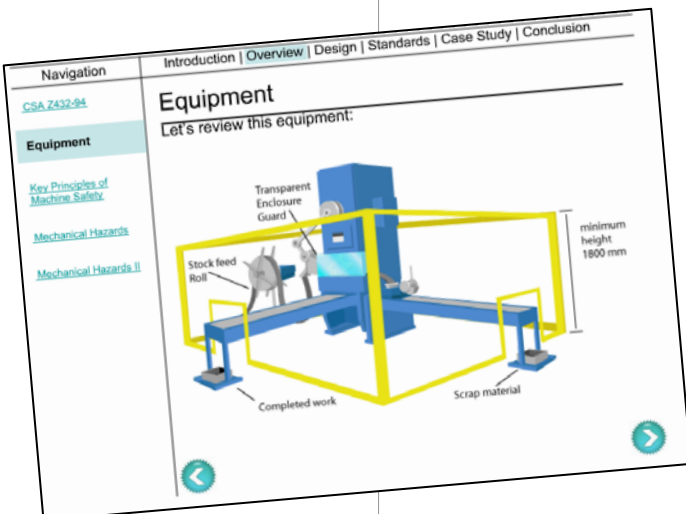 Navigation
Introduction | Overview | Design | Standards | Case Study | Conclusion
CSA Z432-94
Equipment
Key Principles of
Machine Safety
Mechanical Hazards
Mechanical Hazards II
Equipment
Let's review this equipment:
Transparent
Enclosure
Guard
Stock feed
Roll
minimum
height
1800 mm
Completed work
Scrap material